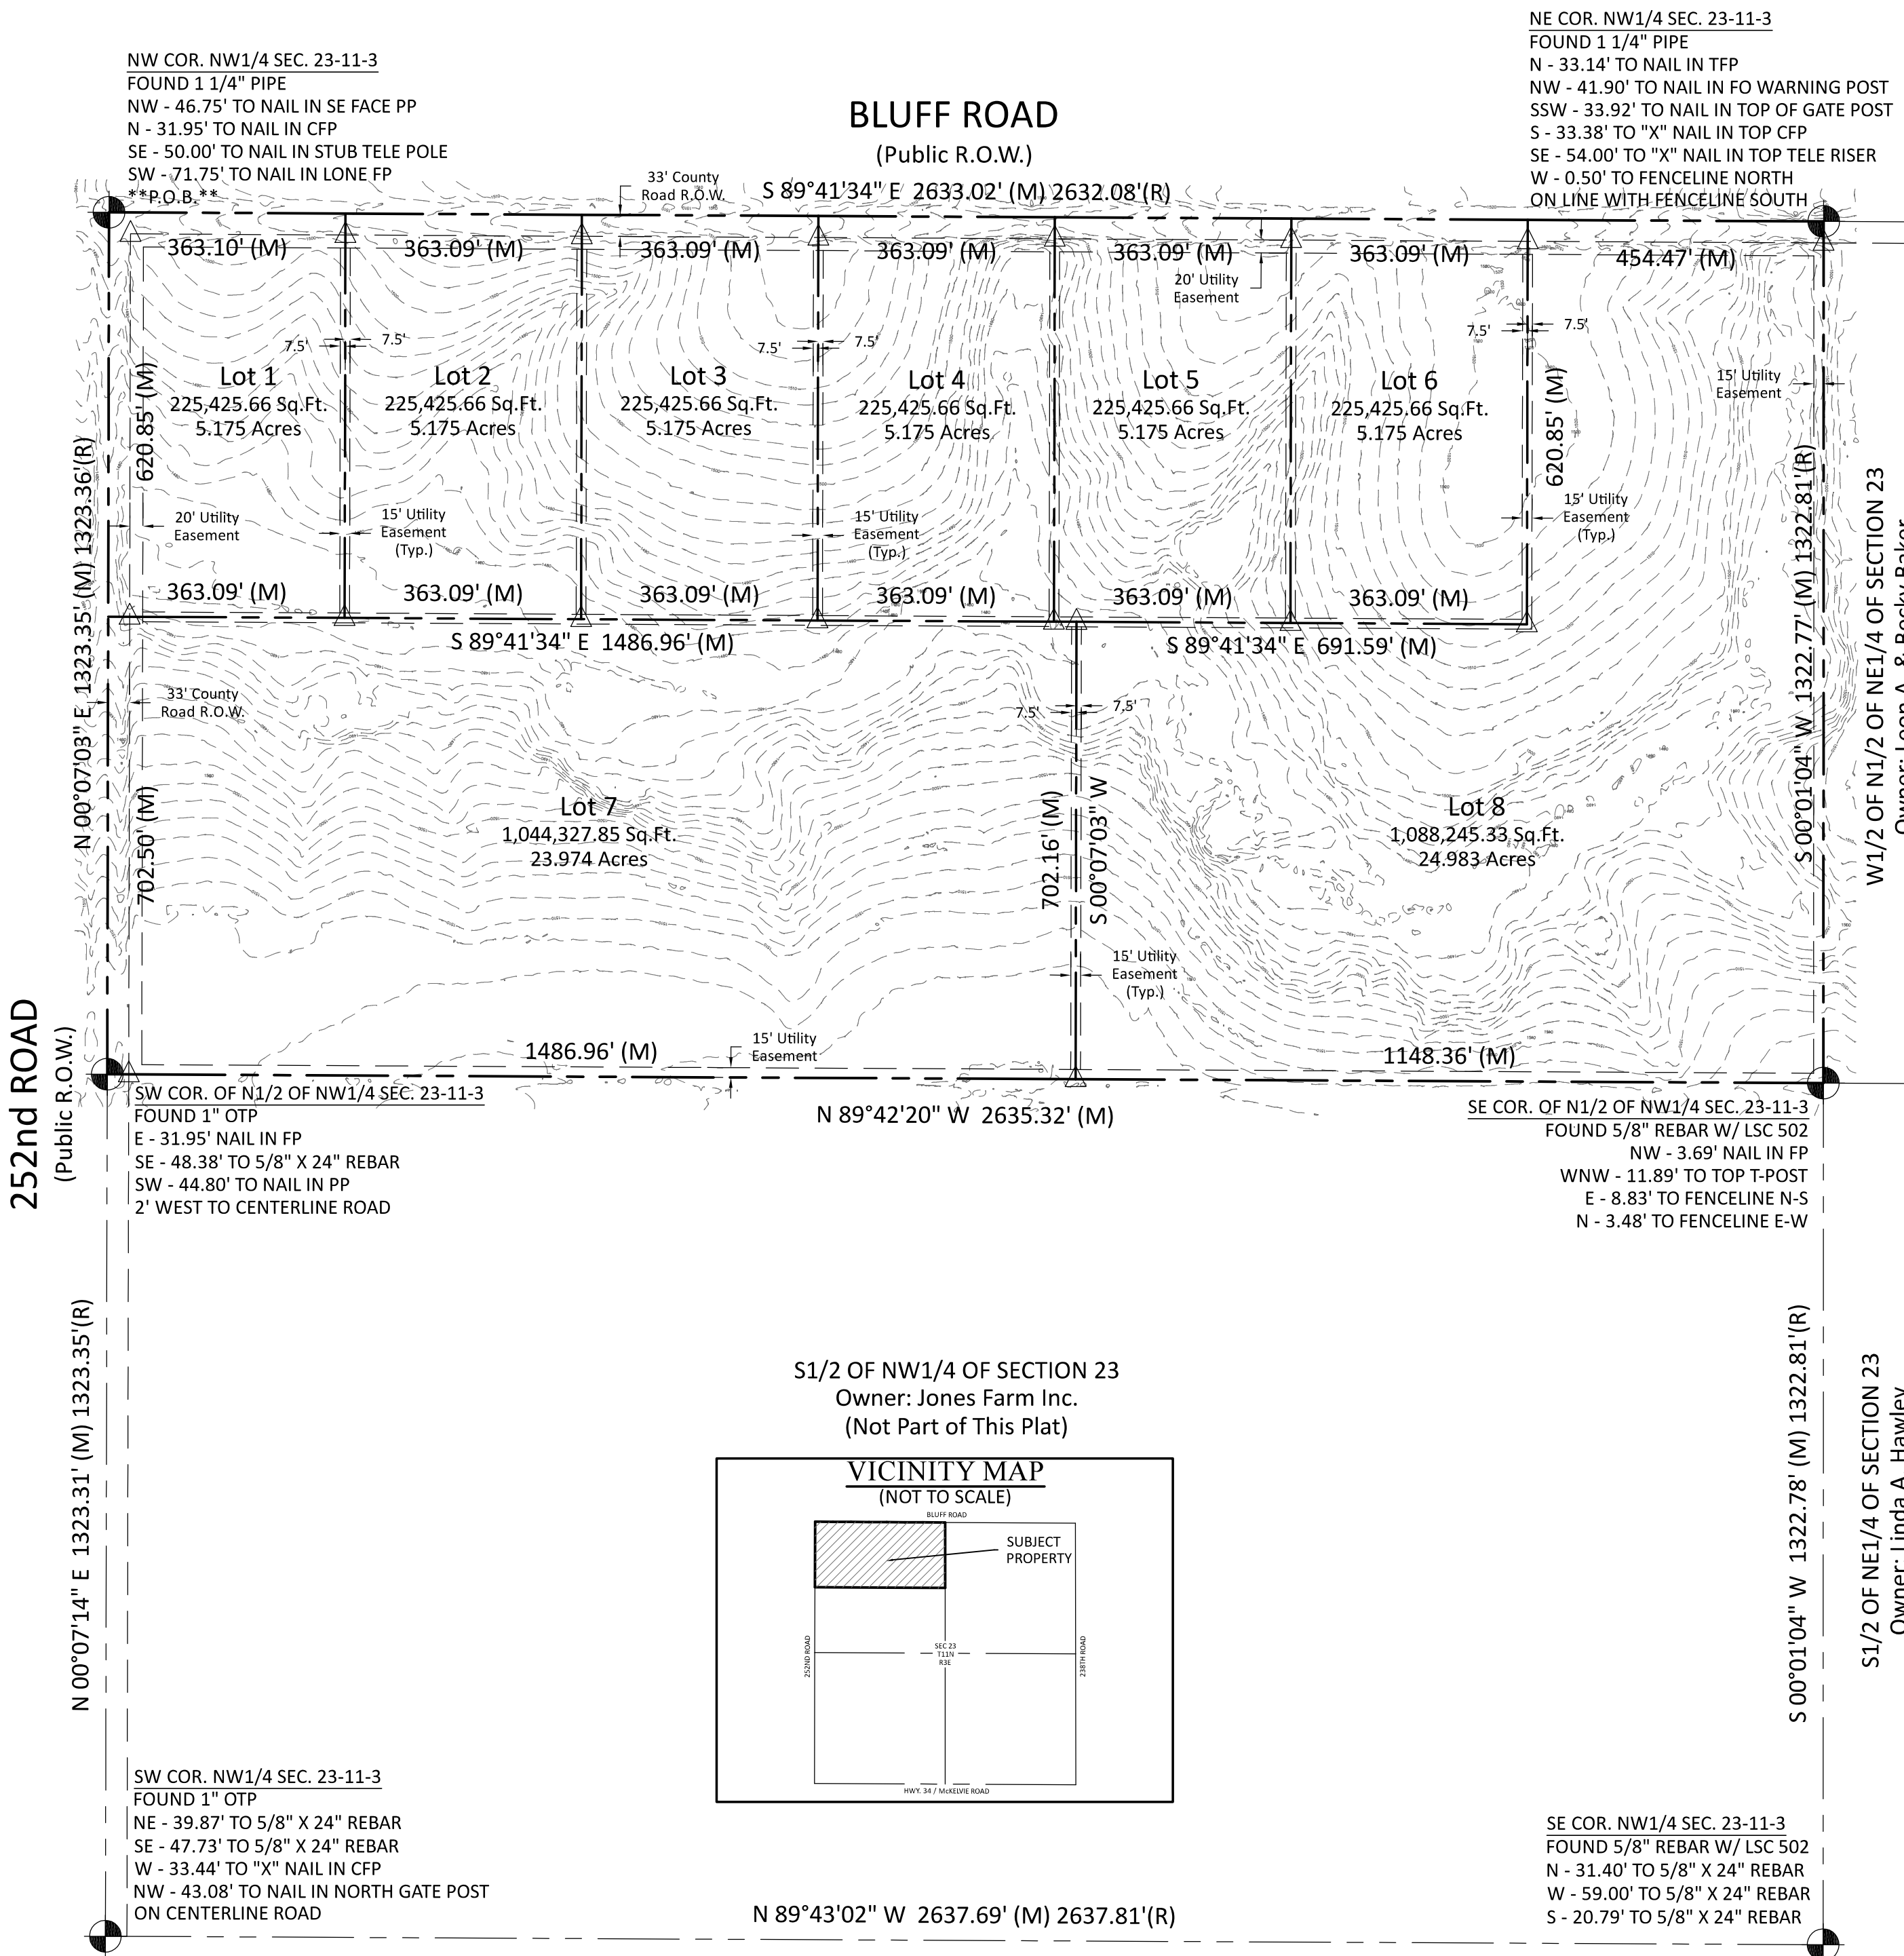 NW COR. NW1/4 SEC. 23-11-3
FOUND 1 1/4" PIPE
NW - 46.75' TO NAIL IN SE FACE PP
N - 31.95' TO NAIL IN CFP
SE - 50.00' TO NAIL IN STUB TELE POLE
SW - 71.75' TO NAIL IN LONE FP
**P.O.B.**
NE COR. NW1/4 SEC. 23-11-3
FOUND 1 1/4" PIPE
N - 33.14' TO NAIL IN TFP
NW - 41.90' TO NAIL IN FO WARNING POST
SSW - 33.92' TO NAIL IN TOP OF GATE POST
S - 33.38' TO "X" NAIL IN TOP CFP
SE - 54.00' TO "X" NAIL IN TOP TELE RISER
W - 0.50' TO FENCELINE NORTH
ON LINE WITH FENCELINE SOUTH
BLUFF ROAD
(Public R.O.W.)
33' County
Road R.O.W.
S 89°41'34" E 2633.02' (M) 2632.08'(R)
363.10' (M)
363.09' (M)
363.09' (M)
363.09' (M)
363.09' (M)
363.09' (M)
454.47' (M)
20' Utility
Easement
7.5'
7.5'
7.5'
7.5'
7.5'
7.5'
Lot 1
225,425.66 Sq.Ft.
5.175 Acres
Lot 2
225,425.66 Sq.Ft.
5.175 Acres
Lot 3
225,425.66 Sq.Ft.
5.175 Acres
Lot 4
225,425.66 Sq.Ft.
5.175 Acres
Lot 5
225,425.66 Sq.Ft.
5.175 Acres
Lot 6
225,425.66 Sq.Ft.
5.175 Acres
15' Utility
Easement
620.85' (M)
620.85' (M)
20' Utility
Easement
15' Utility
Easement
(Typ.)
15' Utility
Easement
(Typ.)
15' Utility
Easement
(Typ.)
363.09' (M)
363.09' (M)
363.09' (M)
363.09' (M)
363.09' (M)
363.09' (M)
S 89°41'34" E 1486.96' (M)
S 89°41'34" E 691.59' (M)
N 00°07'03" E 1323.35' (M) 1323.36'(R)
S 00°01'04" W 1322.77' (M) 1322.81'(R)
W1/2 OF N1/2 OF NE1/4 OF SECTION 23
Owner: Leon A. & Becky Baker
33' County
Road R.O.W.
7.5'
7.5'
Lot 7
1,044,327.85 Sq.Ft.
23.974 Acres
Lot 8
1,088,245.33 Sq.Ft.
24.983 Acres
702.50' (M)
702.16' (M)
S 00°07'03" W
15' Utility
Easement
(Typ.)
1486.96' (M)
15' Utility
Easement
1148.36' (M)
N 89°42'20" W 2635.32' (M)
252nd ROAD
(Public R.O.W.)
SW COR. OF N1/2 OF NW1/4 SEC. 23-11-3
FOUND 1" OTP
E - 31.95' NAIL IN FP
SE - 48.38' TO 5/8" X 24" REBAR
SW - 44.80' TO NAIL IN PP
2' WEST TO CENTERLINE ROAD
SE COR. OF N1/2 OF NW1/4 SEC. 23-11-3
FOUND 5/8" REBAR W/ LSC 502
NW - 3.69' NAIL IN FP
WNW - 11.89' TO TOP T-POST
E - 8.83' TO FENCELINE N-S
N - 3.48' TO FENCELINE E-W
N 00°07'14" E 1323.31' (M) 1323.35'(R)
S 00°01'04" W 1322.78' (M) 1322.81'(R)
S1/2 OF NE1/4 OF SECTION 23
Owner: Linda A. Hawley
S1/2 OF NW1/4 OF SECTION 23
Owner: Jones Farm Inc.
(Not Part of This Plat)
VICINITY MAP
(NOT TO SCALE)
BLUFF ROAD
SUBJECT
PROPERTY
252ND ROAD
SEC 23
T11N
R3E
238TH ROAD
HWY. 34 / McKELVIE ROAD
SW COR. NW1/4 SEC. 23-11-3
FOUND 1" OTP
NE - 39.87' TO 5/8" X 24" REBAR
SE - 47.73' TO 5/8" X 24" REBAR
W - 33.44' TO "X" NAIL IN CFP
NW - 43.08' TO NAIL IN NORTH GATE POST
ON CENTERLINE ROAD
SE COR. NW1/4 SEC. 23-11-3
FOUND 5/8" REBAR W/ LSC 502
N - 31.40' TO 5/8" X 24" REBAR
W - 59.00' TO 5/8" X 24" REBAR
S - 20.79' TO 5/8" X 24" REBAR
N 89°43'02" W 2637.69' (M) 2637.81'(R)